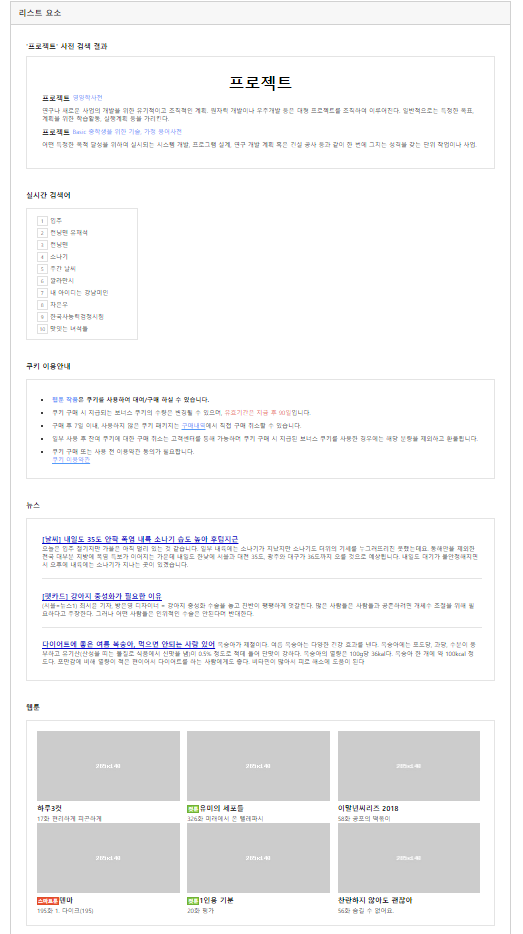 리스트 요소
'프로젝트' 사전 검색 결과
프로젝트
프로젝트 영영한사전
연구나 새로운 사업의 개발을 위한 유기적이고 조직적인 계획. 원자력 개발이나 우주개발 등은 대형 프로젝트를 조직하여 이루어진다. 일반적으로는 특정한 목표,
계획을 위한 학습활동, 실행계획 등을 가리킨다.
프로젝트 Basic 중학생을 위한 기술, 가정 용어사전
어떤 특정한 목적 달성을 위하여 실시되는 시스템 개발, 프로그램 설계, 연구 개발 계획 혹은 건설 공사 등과 같이 한 번에 그치는 성격을 갖는 단위 작업이나 사업.
실시간 검색어
1 입추
2 런닝맨 유재석
3 런닝맨
4 소나기
5 주간 날씨
6 깔라만시
7 내 아이디는 강남미인
8 차은우
9 한국사능력검정시험
10 맛있는 녀석들
쿠키 이용안내
웹툰 작품은 쿠키를 사용하여 대여/구매 하실 수 있습니다.
쿠키 구매 시 지급되는 보너스 쿠키의 수량은 변경될 수 있으며, 유효기간은 지급 후 90일입니다.
구매 후 7일 이내, 사용하지 않은 쿠키 패키지는 구매내역에서 직접 구매 취소할 수 있습니다.
일부 사용 후 잔여 쿠키에 대한 구매 취소는 고객센터를 통해 가능하며 쿠키 구매 시 지급된 보너스 쿠키를 사용한 경우에는 해당 분량을 제외하고 환불됩니다.
쿠키 구매 또는 사용 전 이용약관 동의가 필요합니다.
쿠키 이용약관
뉴스
[날씨] 내일도 35도 안팎 폭염 내륙 소나기 습도 높아 후텁지근
오늘은 입추 절기지만 가을은 아직 멀리 있는 것 같습니다. 일부 내륙에는 소나기가 지났지만 소나기도 더위의 기세를 누그러뜨리진 못했는데요. 동해안을 제외한
전국 대부분 지방에 폭염 특보가 이어지는 가운데 내일도 한낮에 서울과 대전 35도, 광주와 대구가 36도까지 오를 것으로 예상됩니다. 내일도 대기가 불안정해지면
서 오후에 내륙에는 소나기가 지나는 곳이 있겠습니다.
[펫카드] 강아지 중성화가 필요한 이유
(서울=뉴스1) 최서윤 기자, 방은영 디자이너 = 강아지 중성화 수술을 놓고 찬반이 팽팽하게 엇갈린다. 많은 사람들은 사람들과 공존하려면 개체수 조절을 위해 필
요하다고 주장한다. 그러나 어떤 사람들은 인위적인 수술은 안된다며 반대한다.
다이어트에 좋은 여름 복숭아, 먹으면 안되는 사람 있어 복숭아가 제철이다. 여름 복숭아는 다양한 건강 효과를 낸다. 복숭아에는 포도당, 과당, 수분이 풍
부하고 유기산(산성을 띠는 물질로 식품에서 신맛을 냄)이 0.5% 정도로 적게 들어 단맛이 강하다. 복숭아의 열량은 100g당 36kal다. 복숭아 한 개에 약 100kcal 정
도다. 포만감에 비해 열량이 적은 편이어서 다이어트를 하는 사람에게도 좋다. 비타민이 많아서 피로 해소에 도움이 된다.
웹툰
285x140
285x140
285x140
하루3컷
17화 편리하게 피곤하게
컷툰 유미의 세포들
326화 미래에서 온 텔레파시
이말년씨리즈 2018
58화 공포의 떡볶이
285x140
285x140
285x140
스마트툰 덴마
195화 1. 다이크(195)
컷툰 1인용 기분
20화 평가
찬란하지 않아도 괜찮아
56화 숨길 수 없어요.